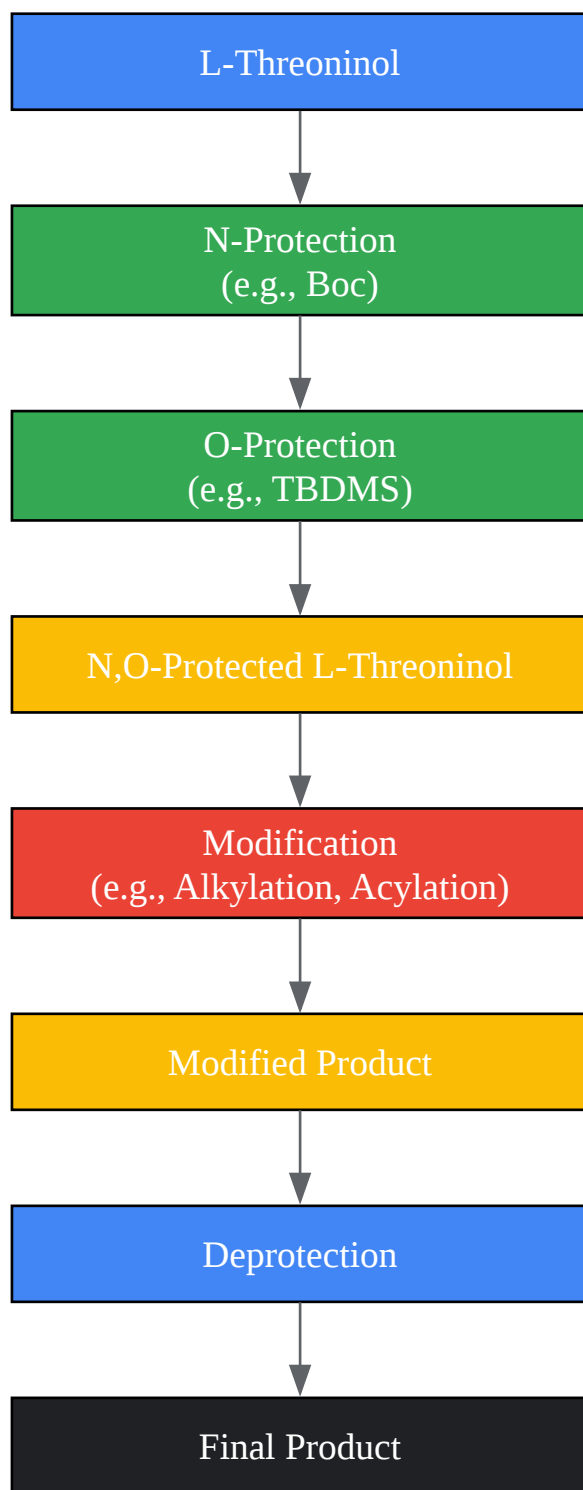 L-Threoninol
N-Protection
(e.g., Boc)
O-Protection
(e.g., TBDMS)
N,O-Protected L-Threoninol
Modification
(e.g., Alkylation, Acylation)
Modified Product
Deprotection
Final Product